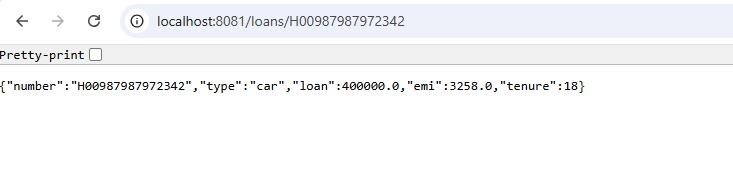 localhost:8081/loans/H00987987972342
Pretty-print
{"number":"H00987987972342","type":"car","loan":400000.0,"emi":3258.0,"tenure":18}